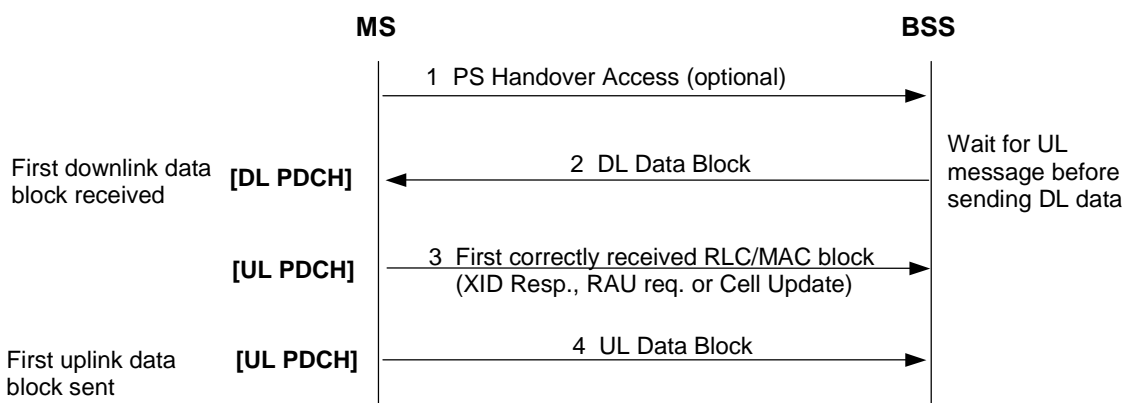 MS
BSS
1 PS Handover Access (optional)
First downlink data
block received
[DL PDCH]
2 DL Data Block
Wait for UL
message before
sending DL data
[UL PDCH]
3 First correctly received RLC/MAC block
(XID Resp., RAU req. or Cell Update)
First uplink data
block sent
[UL PDCH]
4 UL Data Block